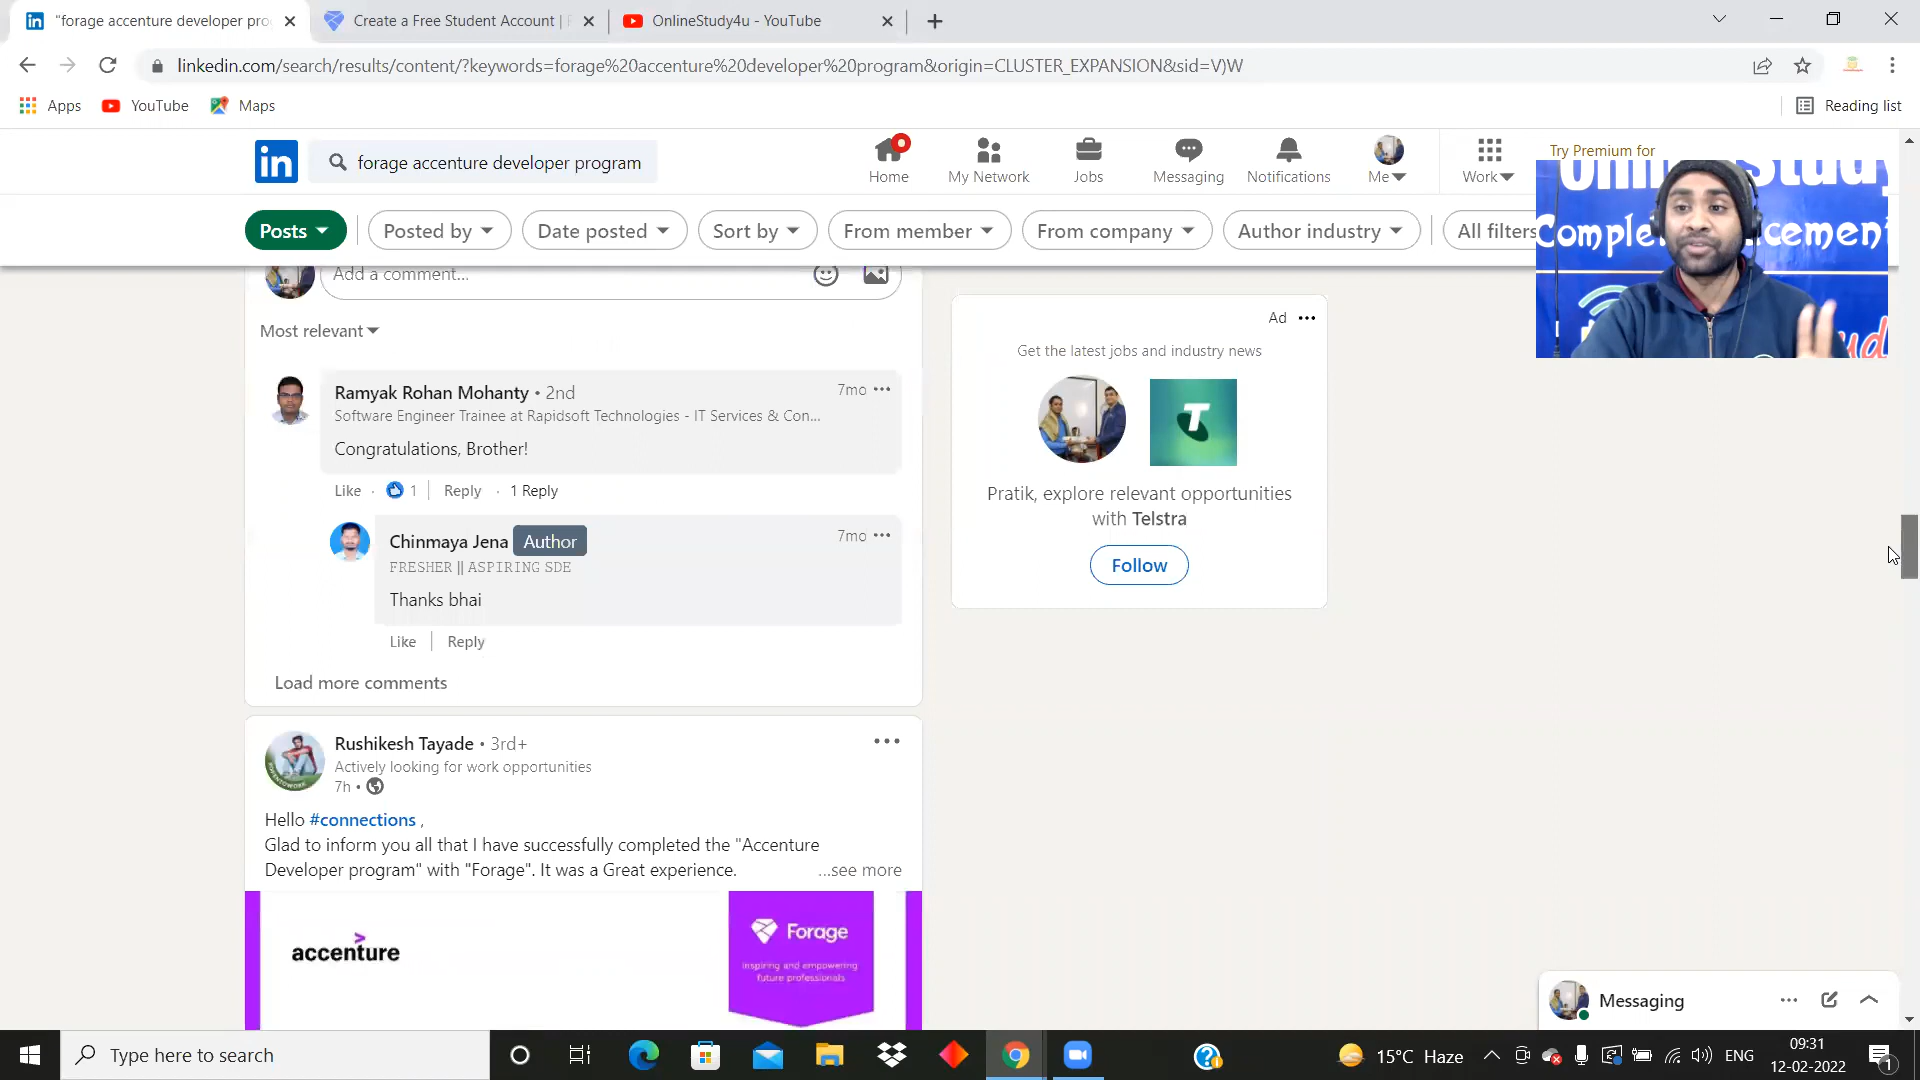 "forage accenture developer pro
Create a Free Student Account |
OnlineStudy4u - YouTube
linkedin.com/search/results/content/?keywords=forage%20accenture%20developer%20program&origin=CLUSTER_EXPANSION&sid=V)W
Apps
YouTube
Maps
Reading list
in
forage accenture developer program
Home
My Network
Jobs
Messaging
Notifications
Me
Work
Try Premium for
Posts
Posted by
Date posted
Sort by
From member
From company
Author industry
All filters
Add a comment...
Most relevant
Ramyak Rohan Mohanty • 2nd
7mo
Software Engineer Trainee at Rapidsoft Technologies - IT Services & Con...
Congratulations, Brother!
Like · 1 | Reply · 1 Reply
Chinmaya Jena Author
7mo
FRESHER || ASPIRING SDE
Thanks bhai
Like | Reply
Load more comments
Ad
Get the latest jobs and industry news
T
Pratik, explore relevant opportunities
with Telstra
Follow
Rushikesh Tayade • 3rd+
Actively looking for work opportunities
7h •
Hello #connections ,
Glad to inform you all that I have successfully completed the "Accenture
Developer program" with "Forage". It was a Great experience.
...see more
accenture
Forage
inspiring and empowering
future professionals
Messaging
Type here to search
15°C Haze
ENG
09:31
12-02-2022
1